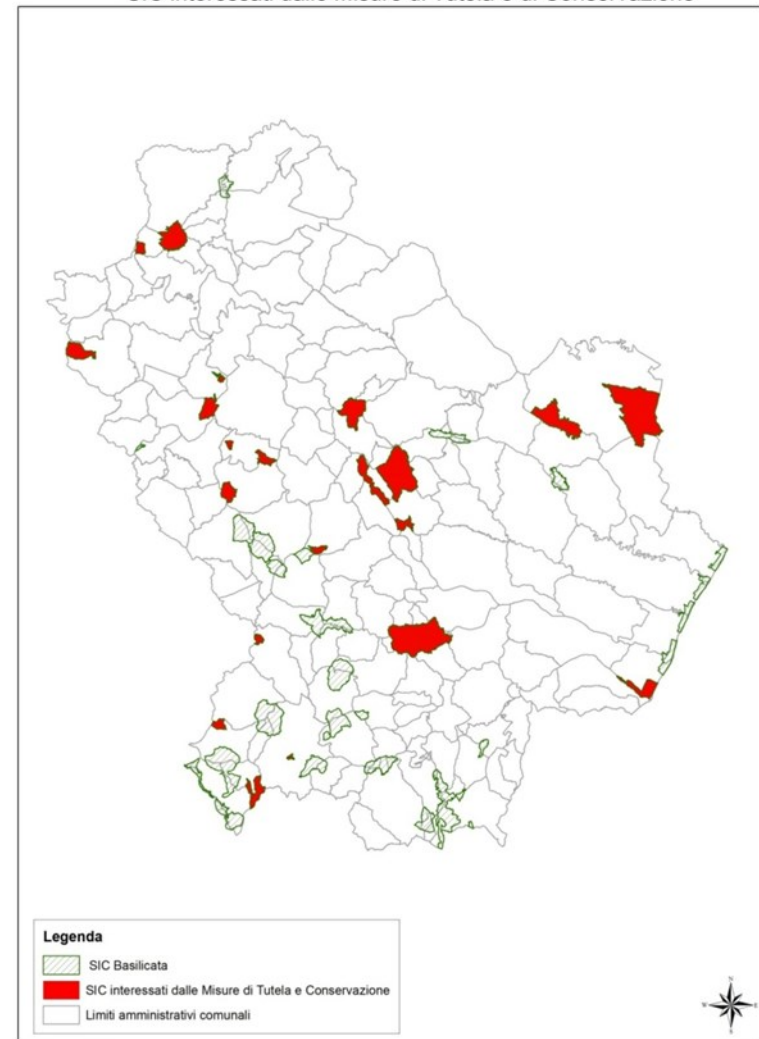 SIC interessati dalle Misure di Tutela e di Conservazione
Legenda
SIC Basilicata
SIC interessati dalle Misure di Tutela e Conservazione
Limiti amministrativi comunali
N
W
E
S